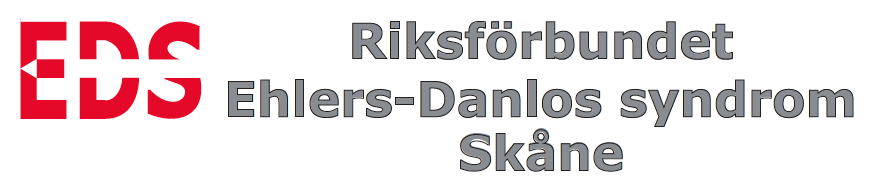 EDS
Riksförbundet
Ehlers-Danlos syndrom
Skåne